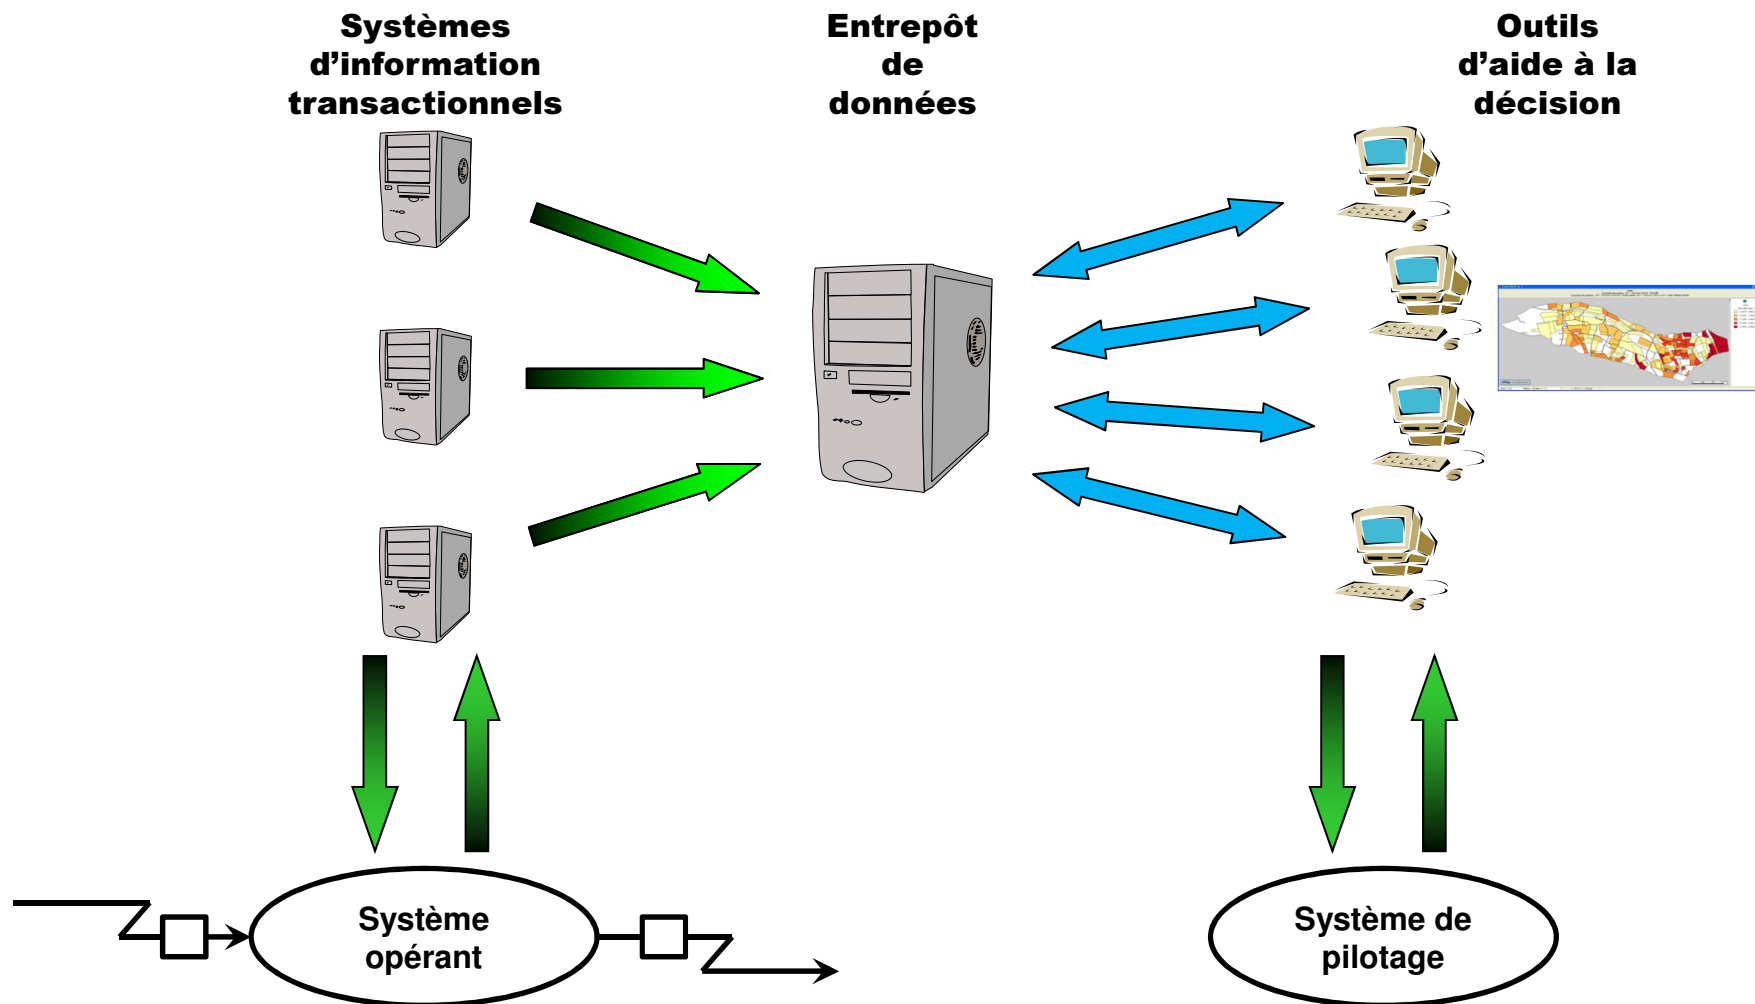 Systèmes
d’information
transactionnels
Entrepôt
de
données
Outils
d’aide à la
décision
Système
opérant
Système de
pilotage